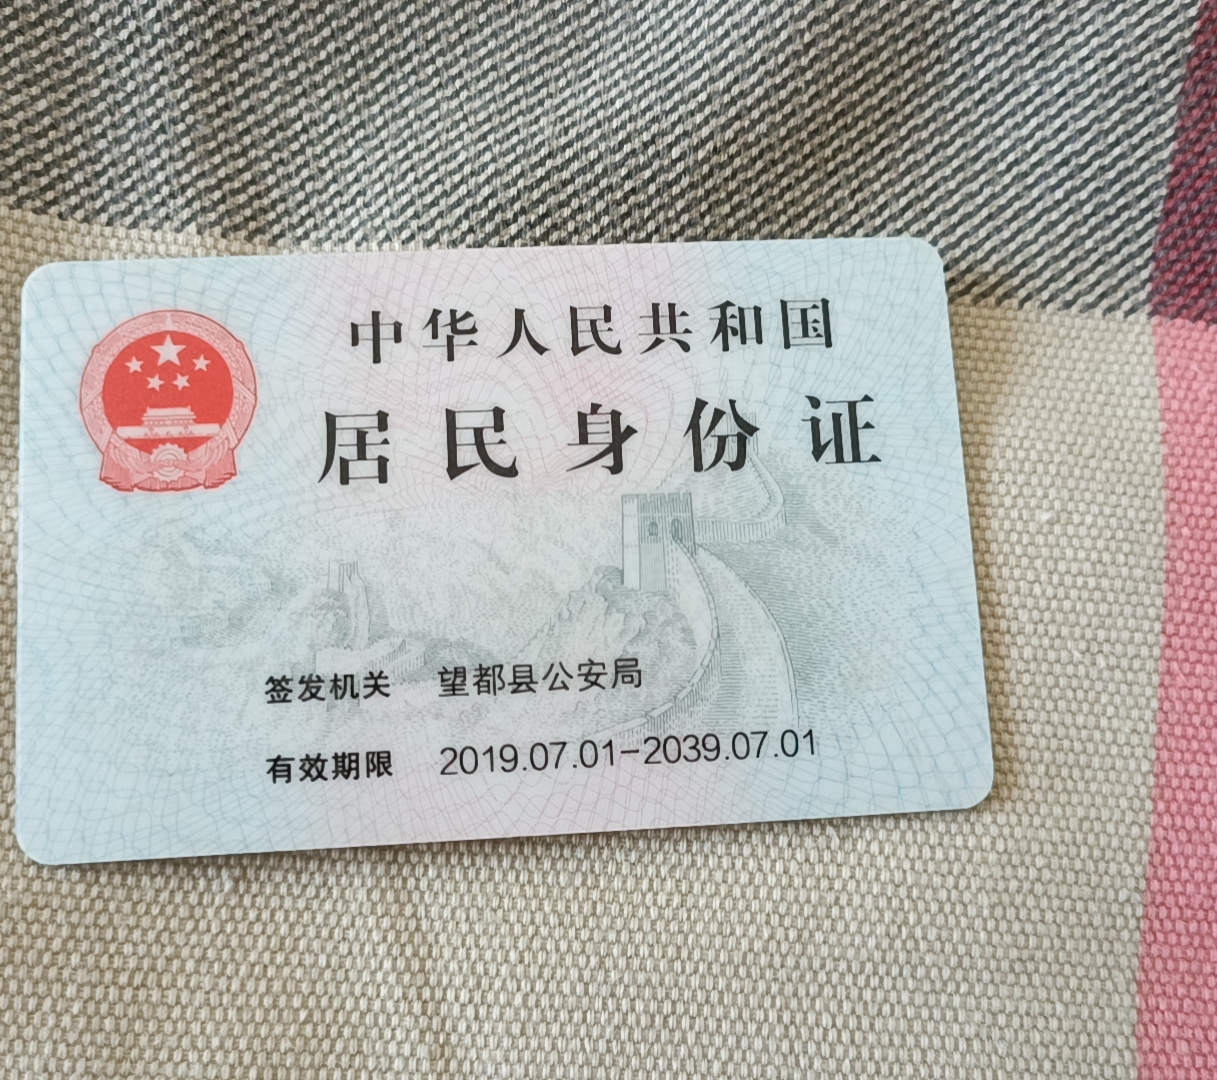 中华人民共和国
居民身份证
签发机关 望都县公安局
有效期限 2019.07.01-2039.07.01